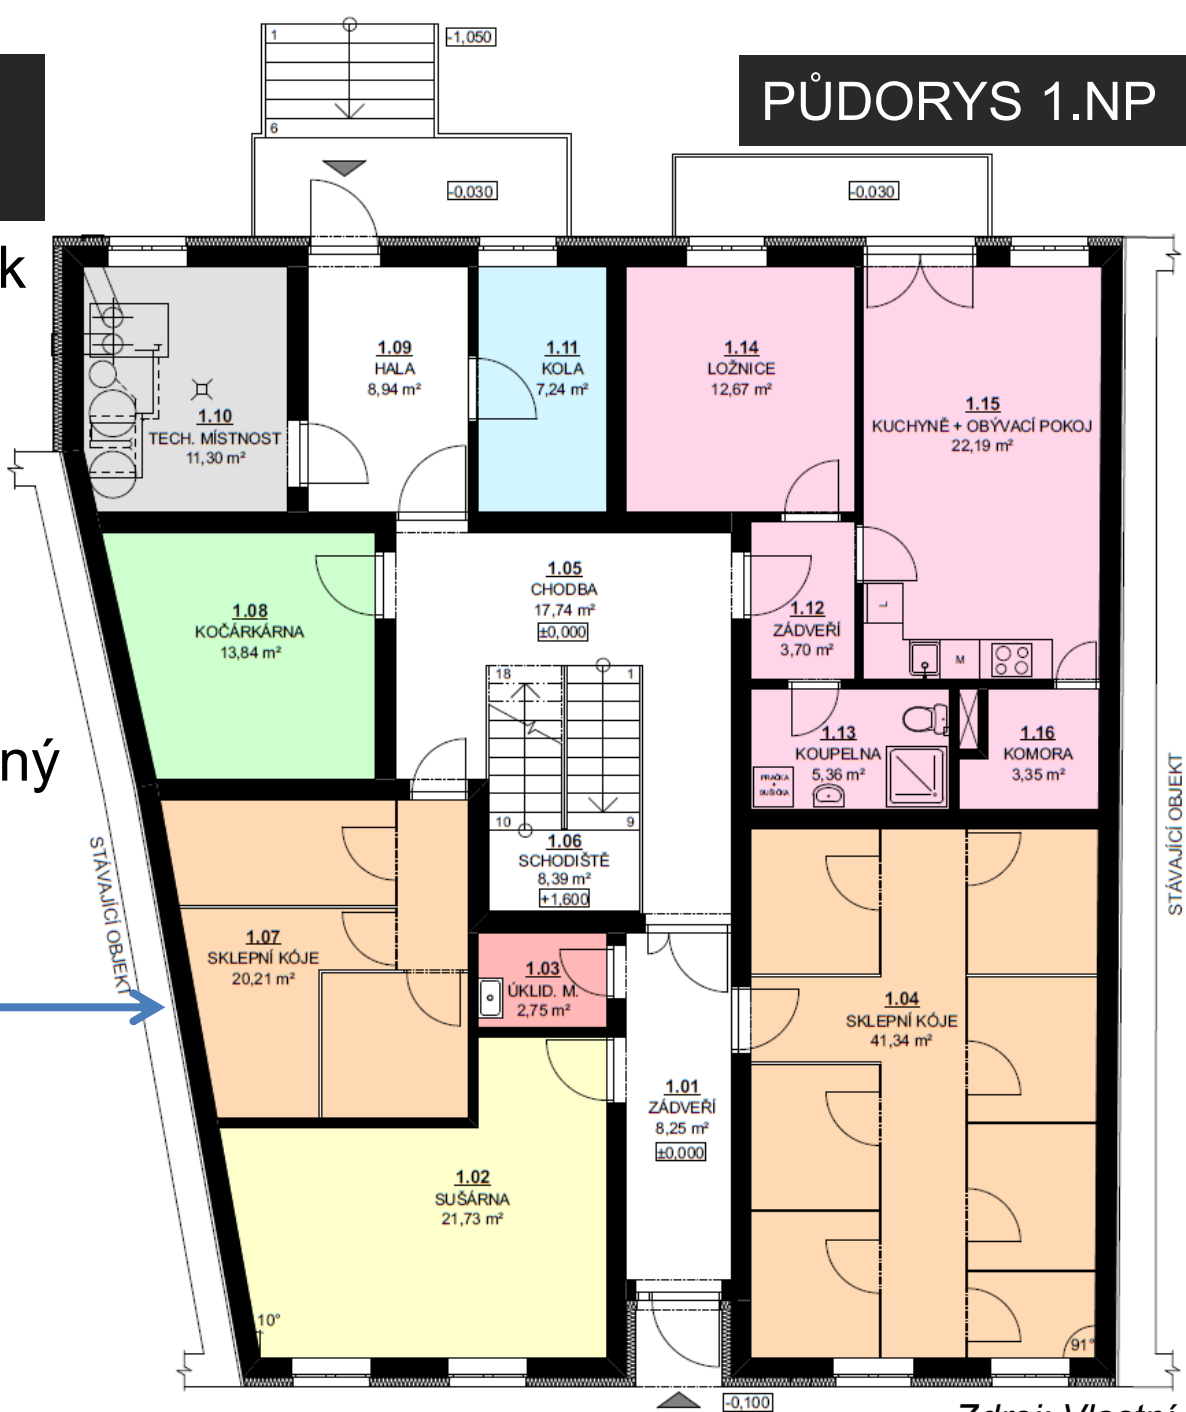 PŮDORYS 1.NP
k
ný
1
-1,050
6
-0,030
-0,030
1.09
HALA
8,94 m²
1.11
KOLA
7,24 m²
1.14
LOŽNICE
12,67 m²
1.15
KUCHYNĚ + OBÝVACÍ POKOJ
22,19 m²
1.10
TECH. MÍSTNOST
11,30 m²
1.05
CHODBA
17,74 m²
±0,000
1.08
KOČÁRKÁRNA
13,84 m²
1.12
ZÁDVEŘÍ
3,70 m²
L
M
18
1
1.13
KOUPELNA
5,36 m²
PRAČKA
+
SUŠIČKA
1.16
KOMORA
3,35 m²
10
9
1.06
SCHODIŠTĚ
8,39 m²
+1,600
STÁVAJÍCÍ OBJEKT
STÁVAJÍCÍ OBJEKT
1.07
SKLEPNÍ KÓJE
20,21 m²
1.03
ÚKLID. M.
2,75 m²
1.04
SKLEPNÍ KÓJE
41,34 m²
1.01
ZÁDVEŘÍ
8,25 m²
±0,000
1.02
SUŠÁRNA
21,73 m²
10°
91°
-0,100
Zdroj: Vlastní